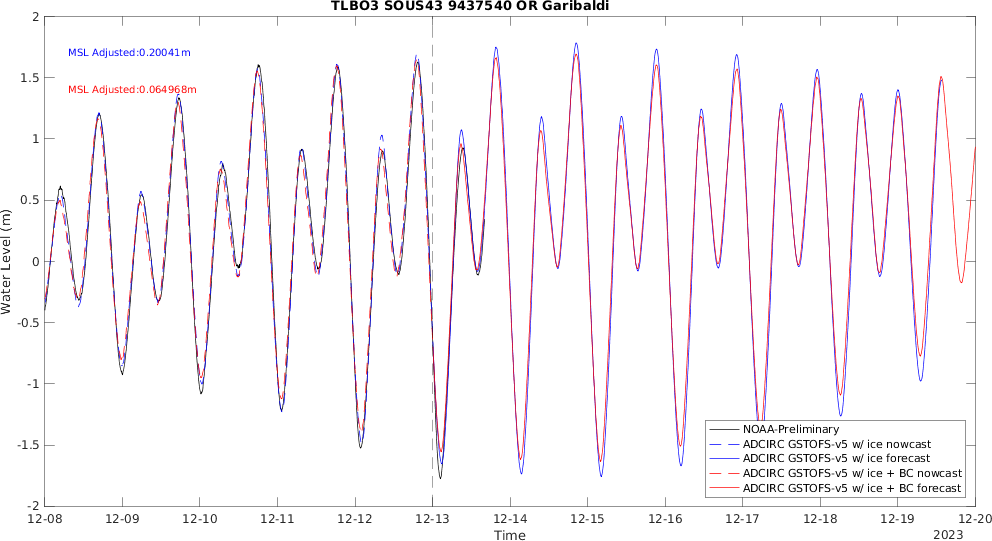 TLBO3 SOUS43 9437540 OR Garibaldi
MSL Adjusted:0.20041m
MSL Adjusted:0.064968m
Water Level (m)
2
1.5
1
0.5
0
-0.5
-1
-1.5
-2
NOAA-Preliminary
ADCIRC GSTOFS-v5 w/ ice nowcast
ADCIRC GSTOFS-v5 w/ ice forecast
ADCIRC GSTOFS-v5 w/ice + BC nowcast
ADCIRC GSTOFS-v5 w/ice + BC forecast
12-08 12-09 12-10 12-11 12-12 12-13 12-14 12-15 12-16 12-17 12-18 12-19 12-20
Time
2023